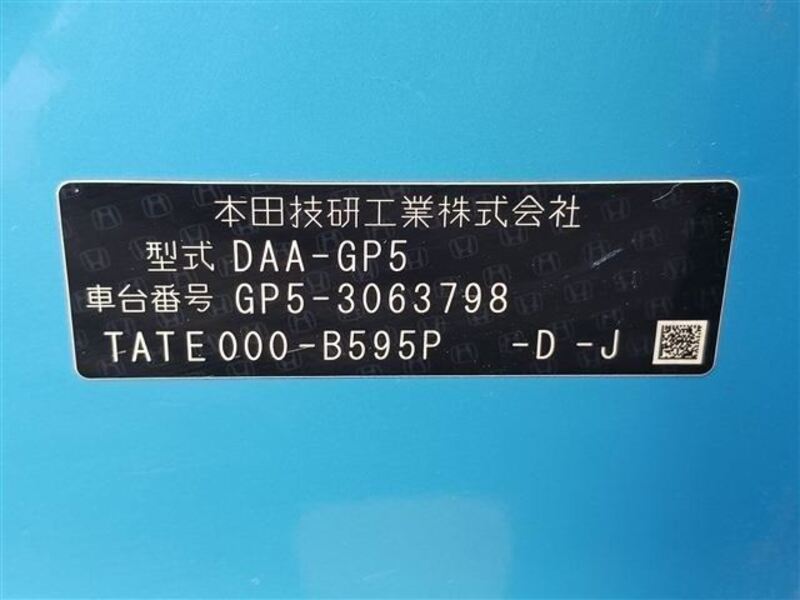 本田技研工業株式会社
型式 DAA-GP5
車台番号 GP5-3063798
TATE000-B595P -D -J